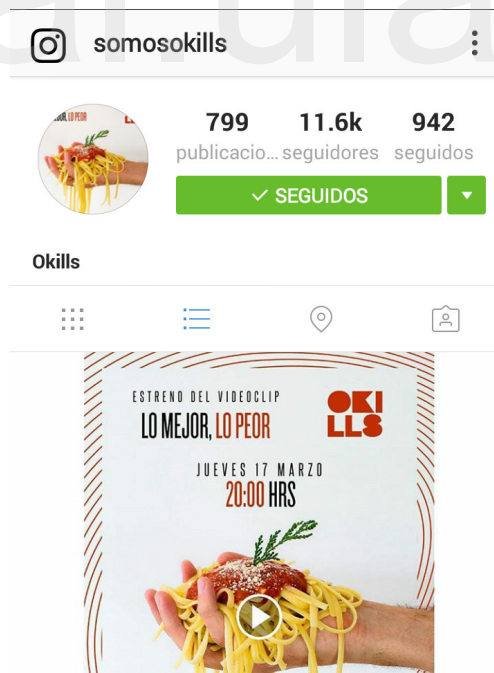 somosokills
799 11.6k 942
publicacio... seguidores seguidos
SEGUIDOS
Okills
ESTRENO DEL VIDEOCLIP
LO MEJOR, LO PEOR
OKI
LLS
JUEVES 17 MARZO
20:00 HRS